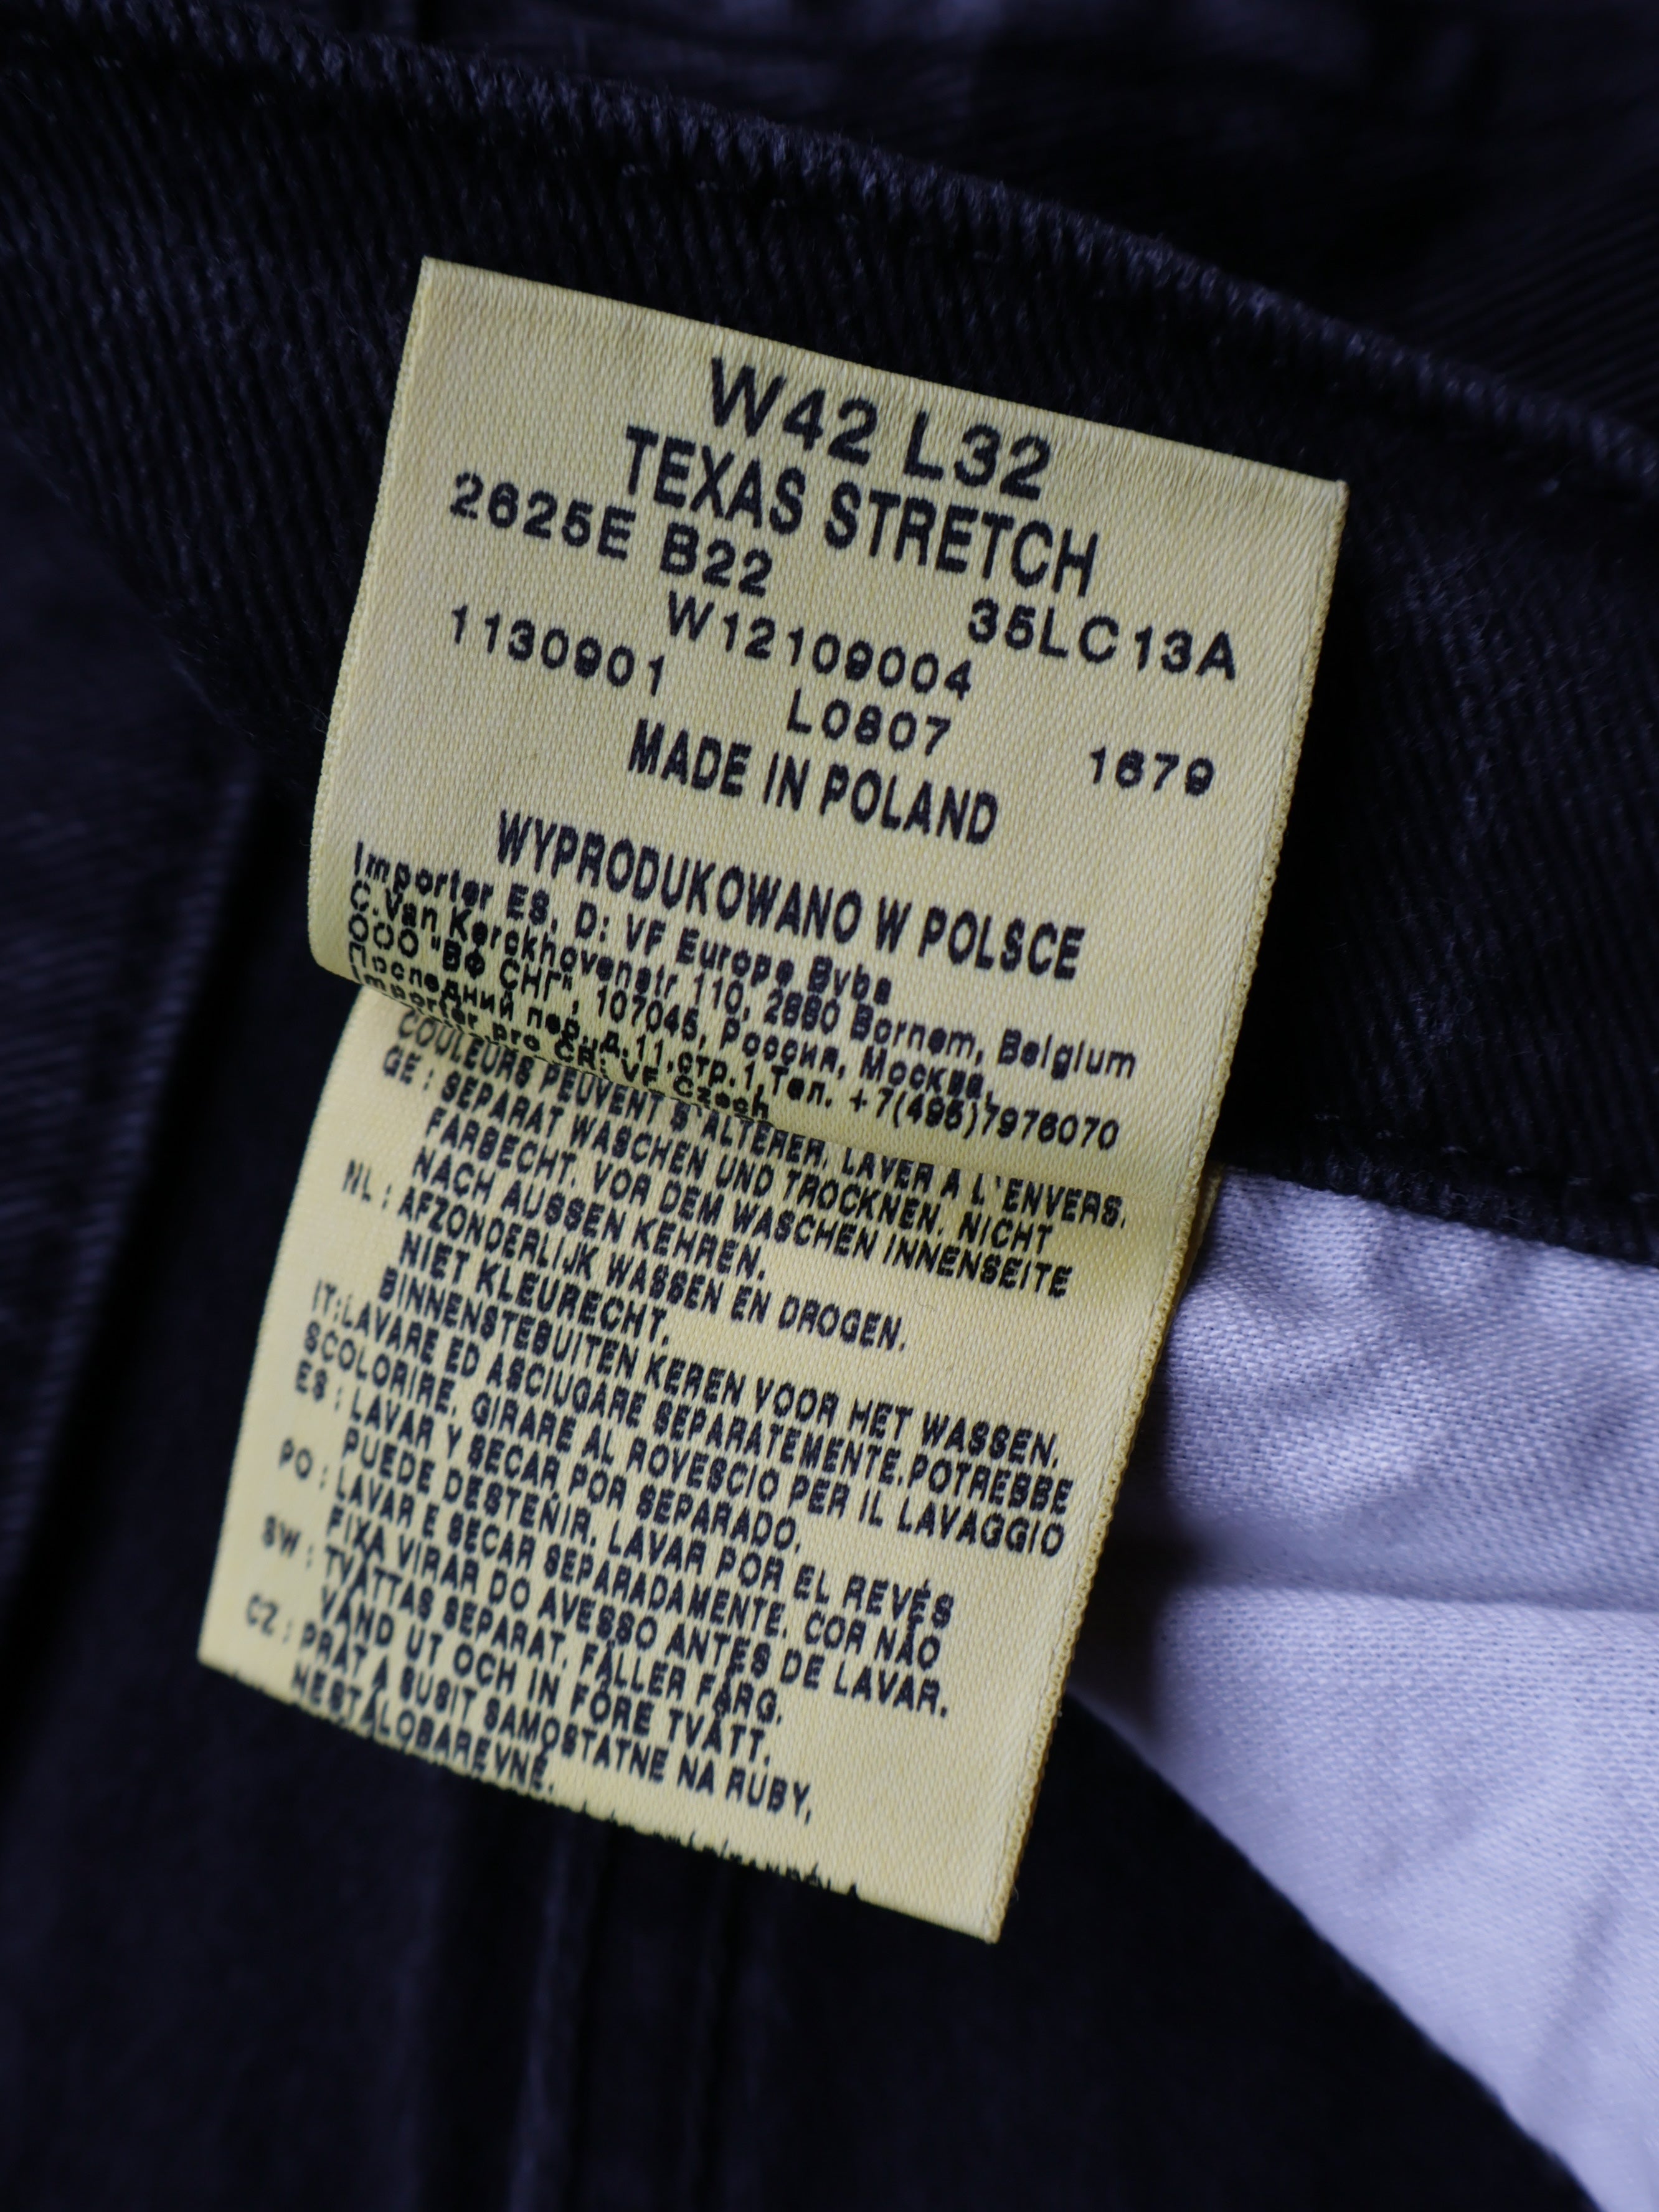 W42 L32
TEXAS STRETCH
2625E B22 35LC13A
W12109004
1130901 L0807 1679
MADE IN POLAND
WYPRODUKOWANO W POLSCE
Importer ES, D: VF Europe Bvba
C.Van Kerckhovenstr 110, 2880 Bornem, Belgium
ООО "ВФ СНГ", 107045, Россия, Москва,
Последний пер.,д.11,стр.1,Тел. +7(495)7976070
Importer pro CR: VF Czech
COULEURS PEUVENT S'ALTERER. LAVER A L'ENVERS.
GE : SEPARAT WASCHEN UND TROCKNEN. NICHT
FARBECHT. VOR DEM WASCHEN INNENSEITE
NACH AUSSEN KEHREN.
NL : AFZONDERLIJK WASSEN EN DROGEN.
NIET KLEURECHT.
BINNENSTEBUITEN KEREN VOOR HET WASSEN.
IT:LAVARE ED ASCIUGARE SEPARATEMENTE.POTREBBE
SCOLORIRE. GIRARE AL ROVESCIO PER IL LAVAGGIO
ES : LAVAR Y SECAR POR SEPARADO.
PUEDE DESTEÑIR. LAVAR POR EL REVÉS
PO : LAVAR E SECAR SEPARADAMENTE. COR NÃO
FIXA VIRAR DO AVESSO ANTES DE LAVAR.
SW : TVÄTTAS SEPARAT. FÄLLER FÄRG.
VÄND UT OCH IN FÖRE TVÄTT.
CZ : PRÁT A SUSIT SAMOSTATNE NA RUBY,
NESTÁLOBAREVNÉ.